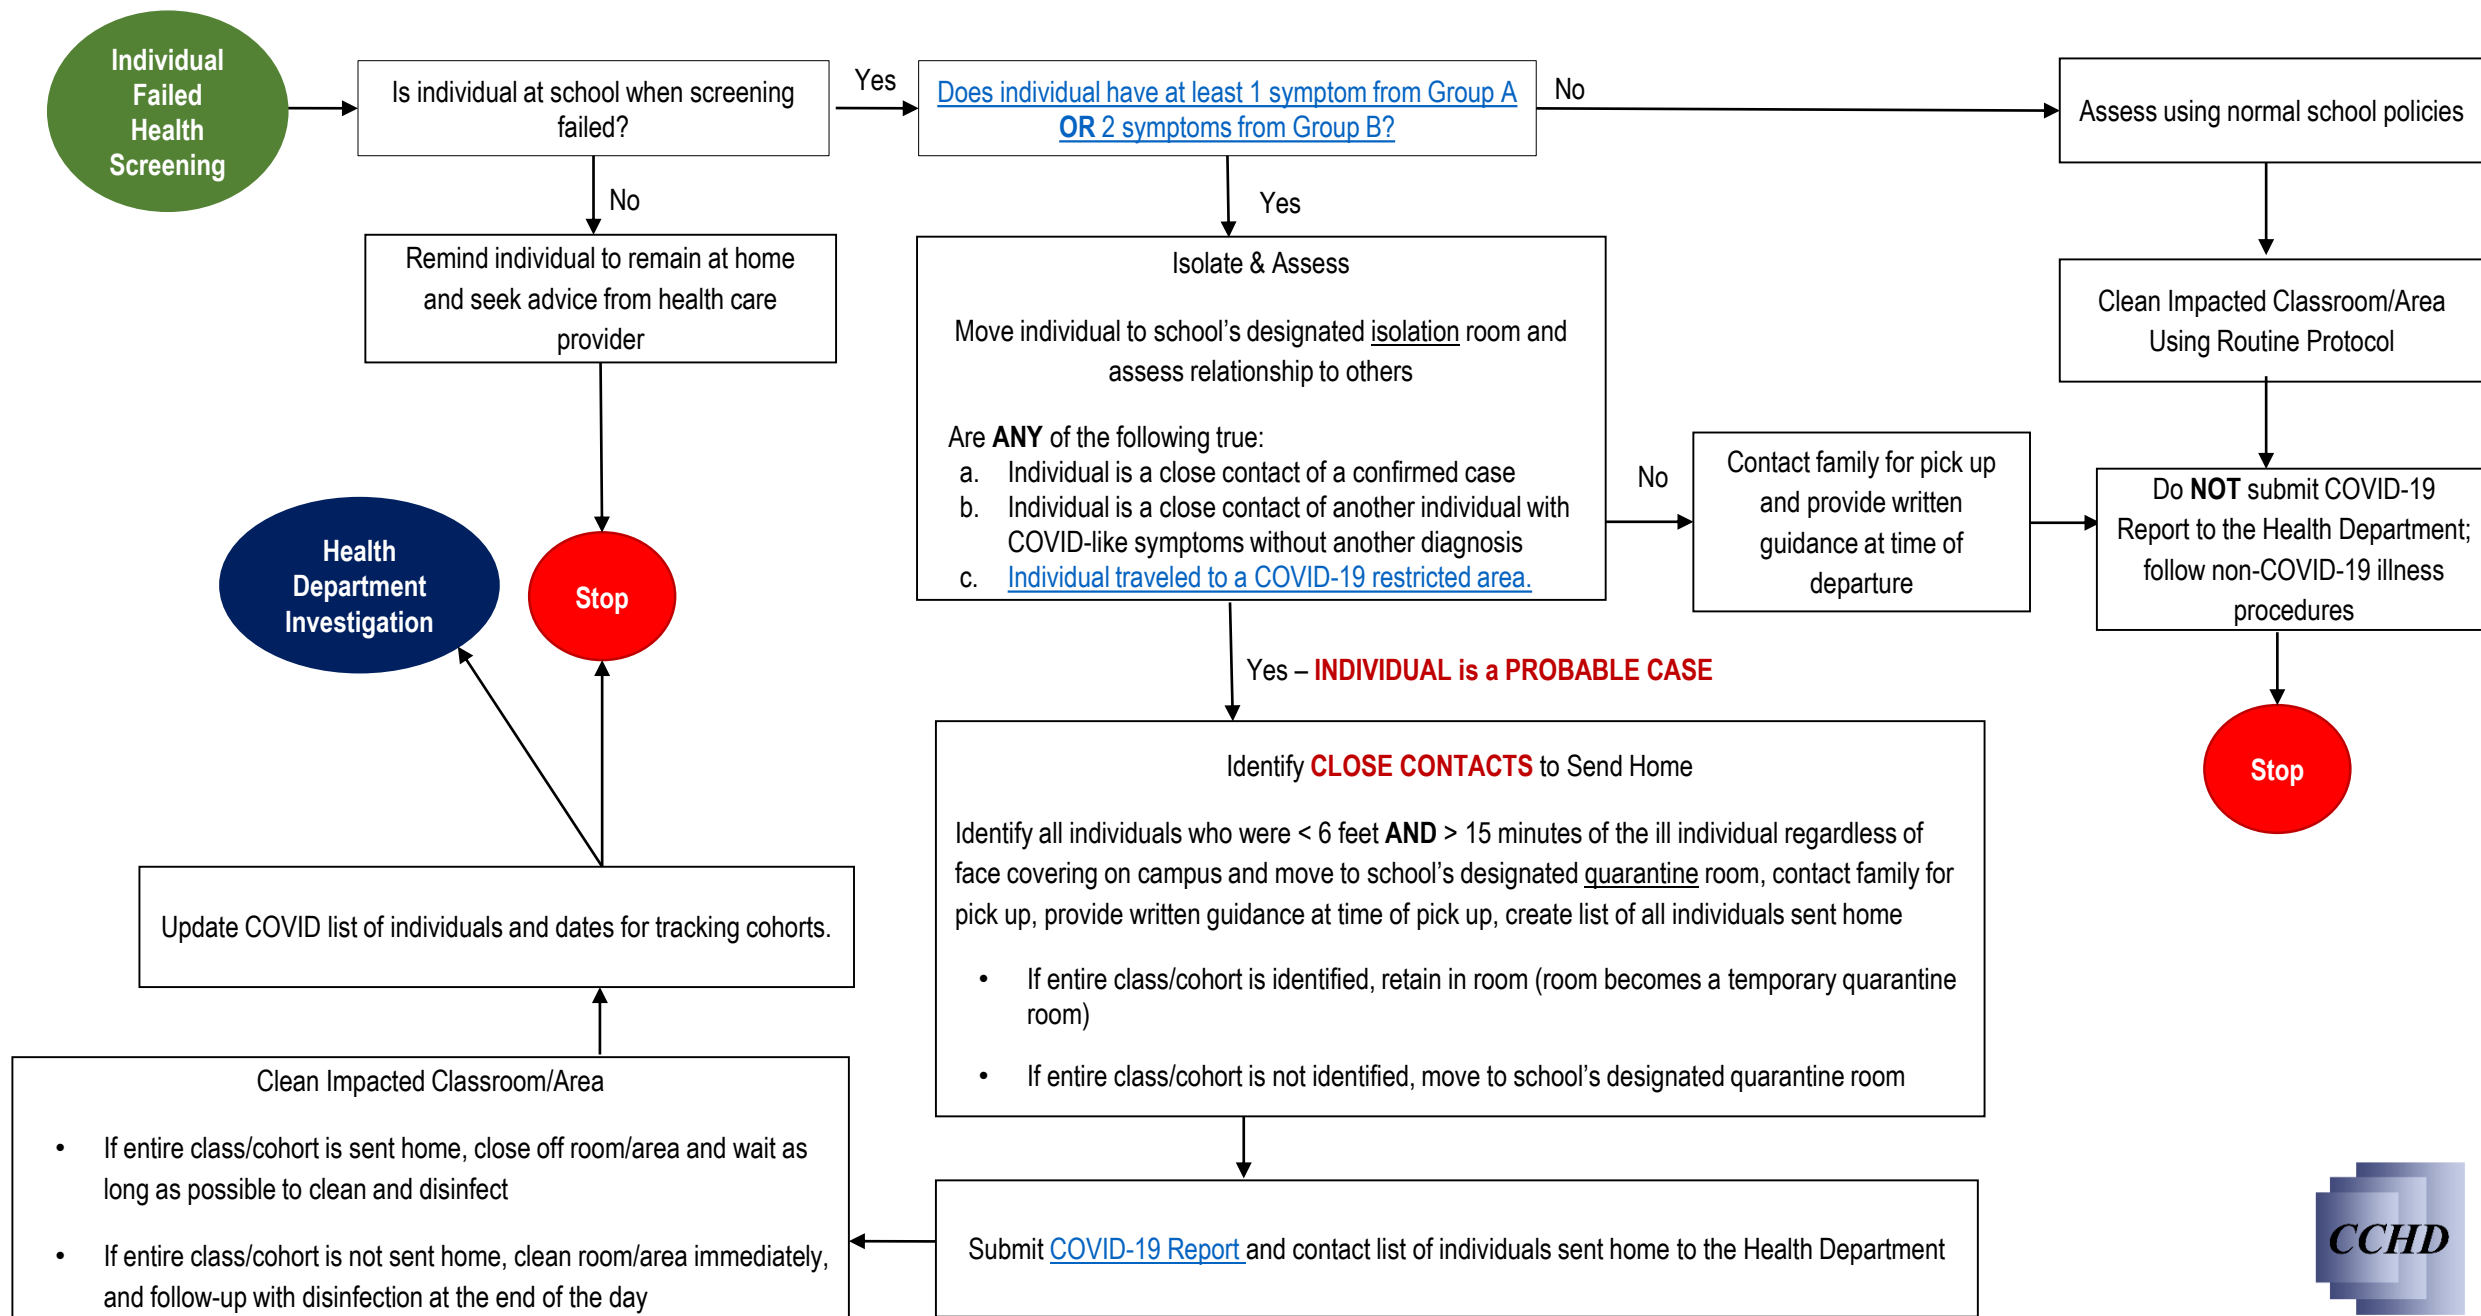 Individual
Failed
Health
Screening
Is individual at school when screening
failed?
Yes
Does individual have at least 1 symptom from Group A
OR 2 symptoms from Group B?
No
Assess using normal school policies
No
Remind individual to remain at home
and seek advice from health care
provider
Yes
Isolate & Assess
Move individual to school’s designated isolation room and
assess relationship to others
Are ANY of the following true:
a. Individual is a close contact of a confirmed case
b. Individual is a close contact of another individual with
COVID-like symptoms without another diagnosis
c. Individual traveled to a COVID-19 restricted area.
No
Contact family for pick up
and provide written
guidance at time of
departure
Clean Impacted Classroom/Area
Using Routine Protocol
Do NOT submit COVID-19
Report to the Health Department;
follow non-COVID-19 illness
procedures
Stop
Health
Department
Investigation
Stop
Yes – INDIVIDUAL is a PROBABLE CASE
Identify CLOSE CONTACTS to Send Home
Identify all individuals who were < 6 feet AND > 15 minutes of the ill individual regardless of
face covering on campus and move to school’s designated quarantine room, contact family for
pick up, provide written guidance at time of pick up, create list of all individuals sent home
• If entire class/cohort is identified, retain in room (room becomes a temporary quarantine
room)
• If entire class/cohort is not identified, move to school’s designated quarantine room
Submit COVID-19 Report and contact list of individuals sent home to the Health Department
Clean Impacted Classroom/Area
• If entire class/cohort is sent home, close off room/area and wait as
long as possible to clean and disinfect
• If entire class/cohort is not sent home, clean room/area immediately,
and follow-up with disinfection at the end of the day
Update COVID list of individuals and dates for tracking cohorts.
CCHD